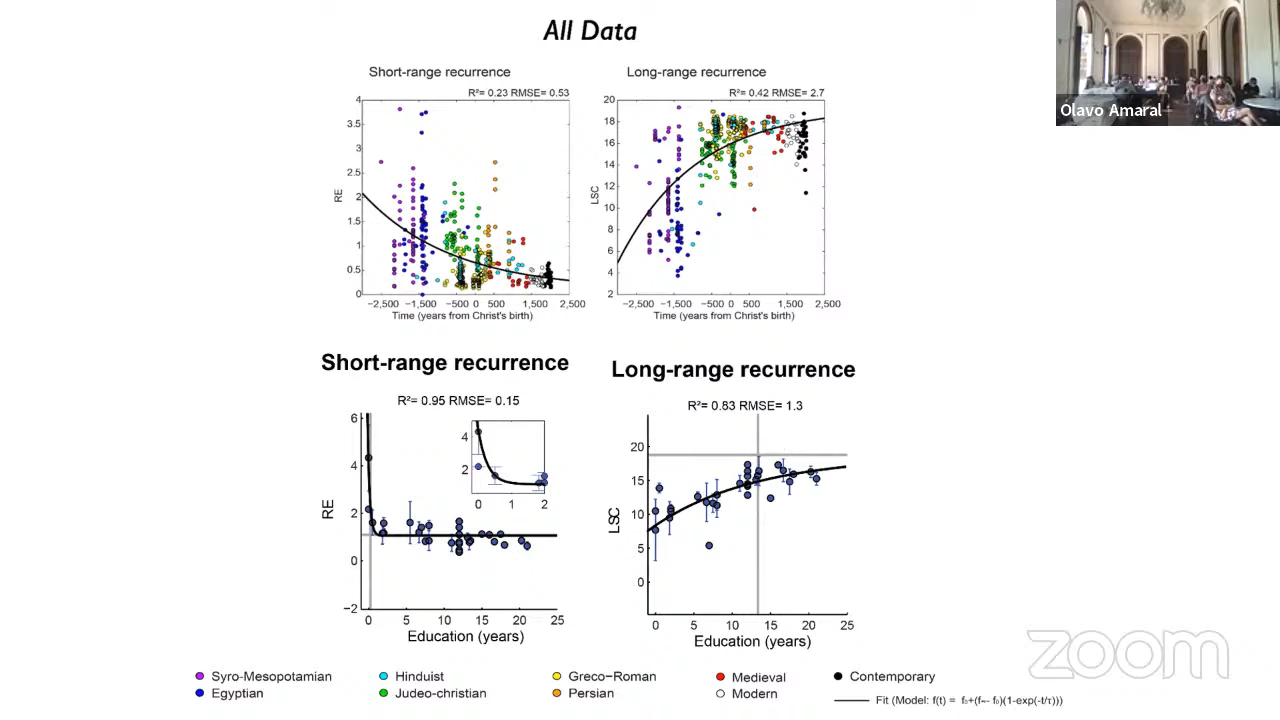 All Data
Olavo Amaral
Short-range recurrence
R²= 0.23 RMSE= 0.53
4
3.5
3
2.5
2
1.5
1
0.5
0
RE
−2,500 −1,500 −500 0 500 1,500 2,500
Time (years from Christ's birth)
Long-range recurrence
R²= 0.42 RMSE= 2.7
20
18
16
14
12
10
8
6
4
2
LSC
−2,500 −1,500 −500 0 500 1,500 2,500
Time (years from Christ's birth)
Short-range recurrence
R²= 0.95 RMSE= 0.15
6
4
2
0
−2
RE
4
2
0 1 2
0 5 10 15 20 25
Education (years)
Long-range recurrence
R²= 0.83 RMSE= 1.3
20
15
10
5
0
LSC
0 5 10 15 20 25
Education (years)
zoom
Syro-Mesopotamian
Hinduist
Greco−Roman
Medieval
Contemporary
Egyptian
Judeo-christian
Persian
Modern